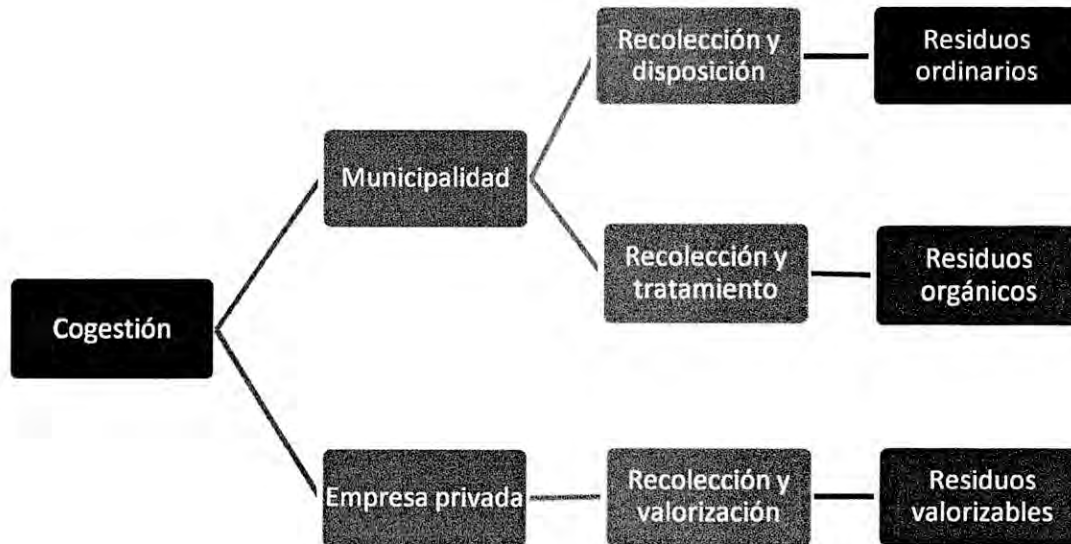 Cogestión
Municipalidad
Recolección y
disposición
Residuos
ordinarios
Recolección y
tratamiento
Residuos
orgánicos
Empresa privada
Recolección y
valorización
Residuos
valorizables